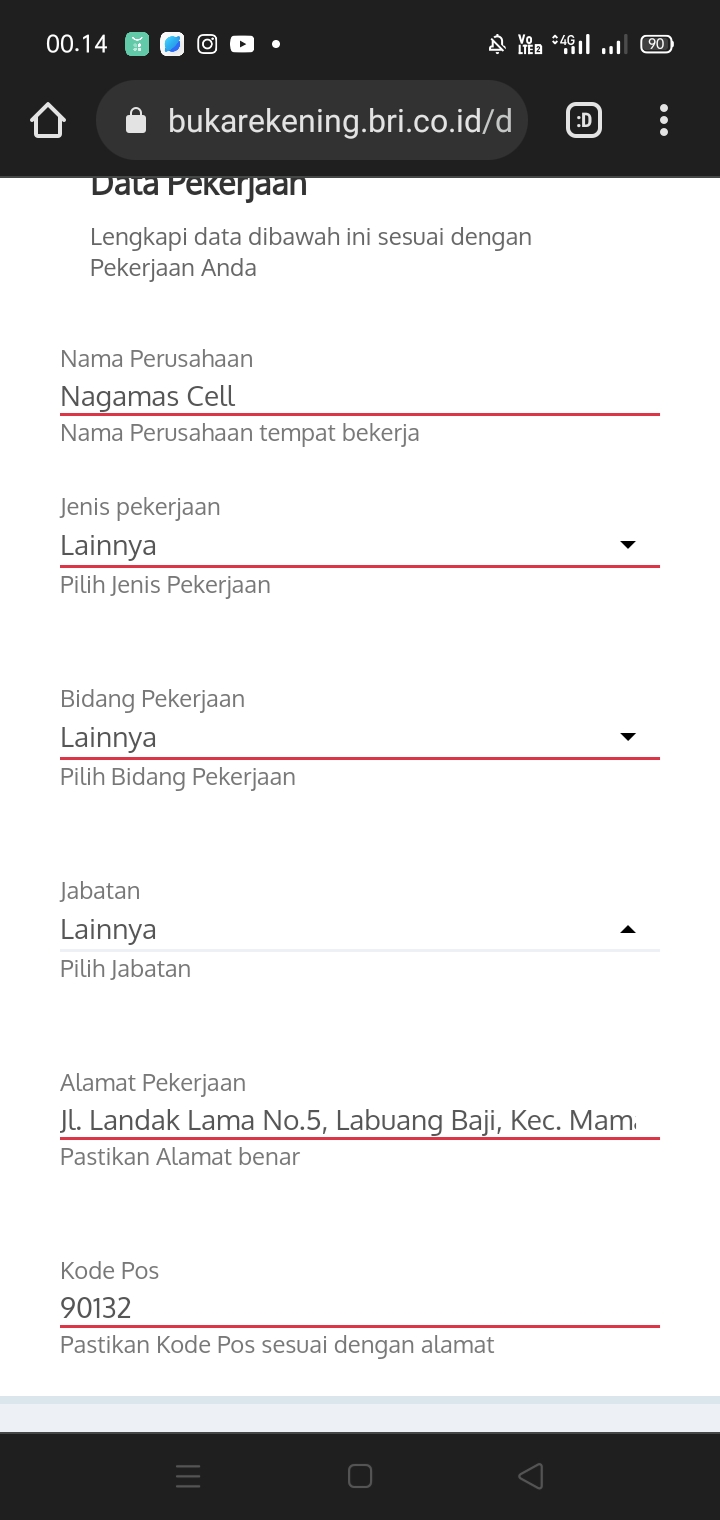 00.14
Vo LTE2 4G 90
bukarekening.bri.co.id/d
:D
Data Pekerjaan
Lengkapi data dibawah ini sesuai dengan
Pekerjaan Anda
Nama Perusahaan
Nagamas Cell
Nama Perusahaan tempat bekerja
Jenis pekerjaan
Lainnya
Pilih Jenis Pekerjaan
Bidang Pekerjaan
Lainnya
Pilih Bidang Pekerjaan
Jabatan
Lainnya
Pilih Jabatan
Alamat Pekerjaan
Jl. Landak Lama No.5, Labuang Baji, Kec. Mam
Pastikan Alamat benar
Kode Pos
90132
Pastikan Kode Pos sesuai dengan alamat